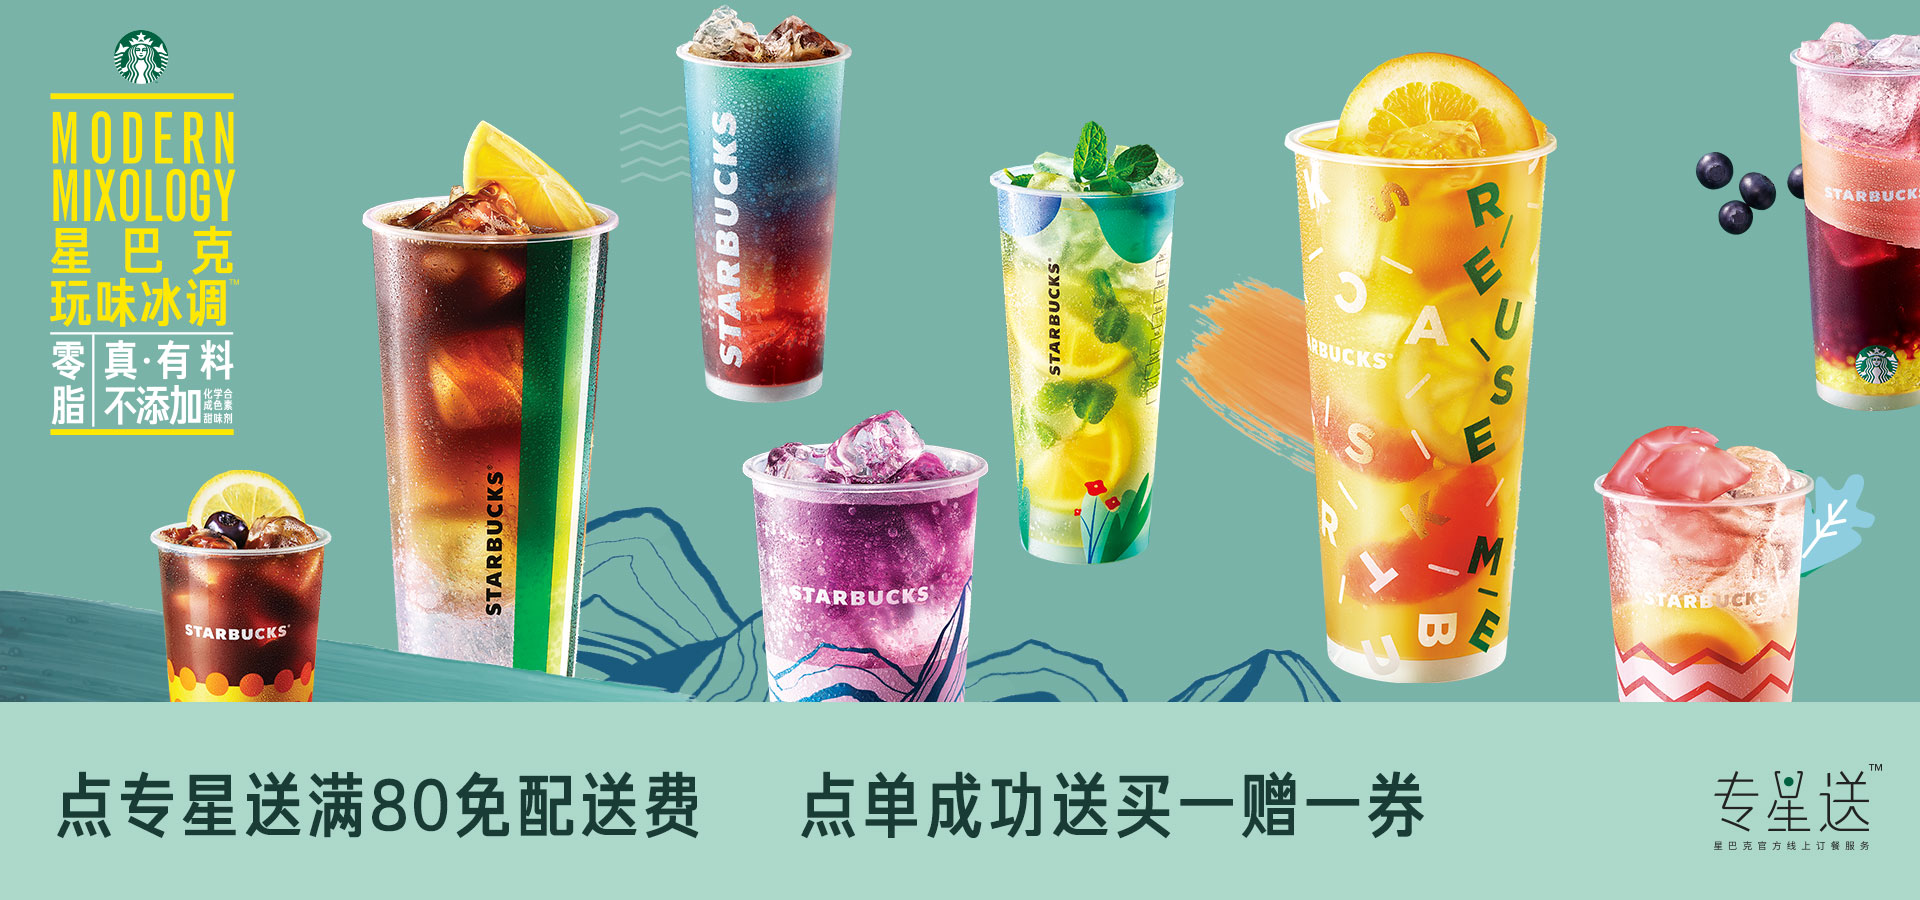 MODERN
MIXOLOGY
星巴克
玩味冰调™
零脂
真·有料
不添加
化学合
成色素
甜味剂
STARBUCKS
STARBUCKS
STARBUCKS
STARBUCKS
STARBUCKS
RBUCKS
REUSE ME
STARBUCKS
STARBUCKS
点专星送满80免配送费
点单成功送买一赠一券
专星送™
星巴克官方线上订餐服务